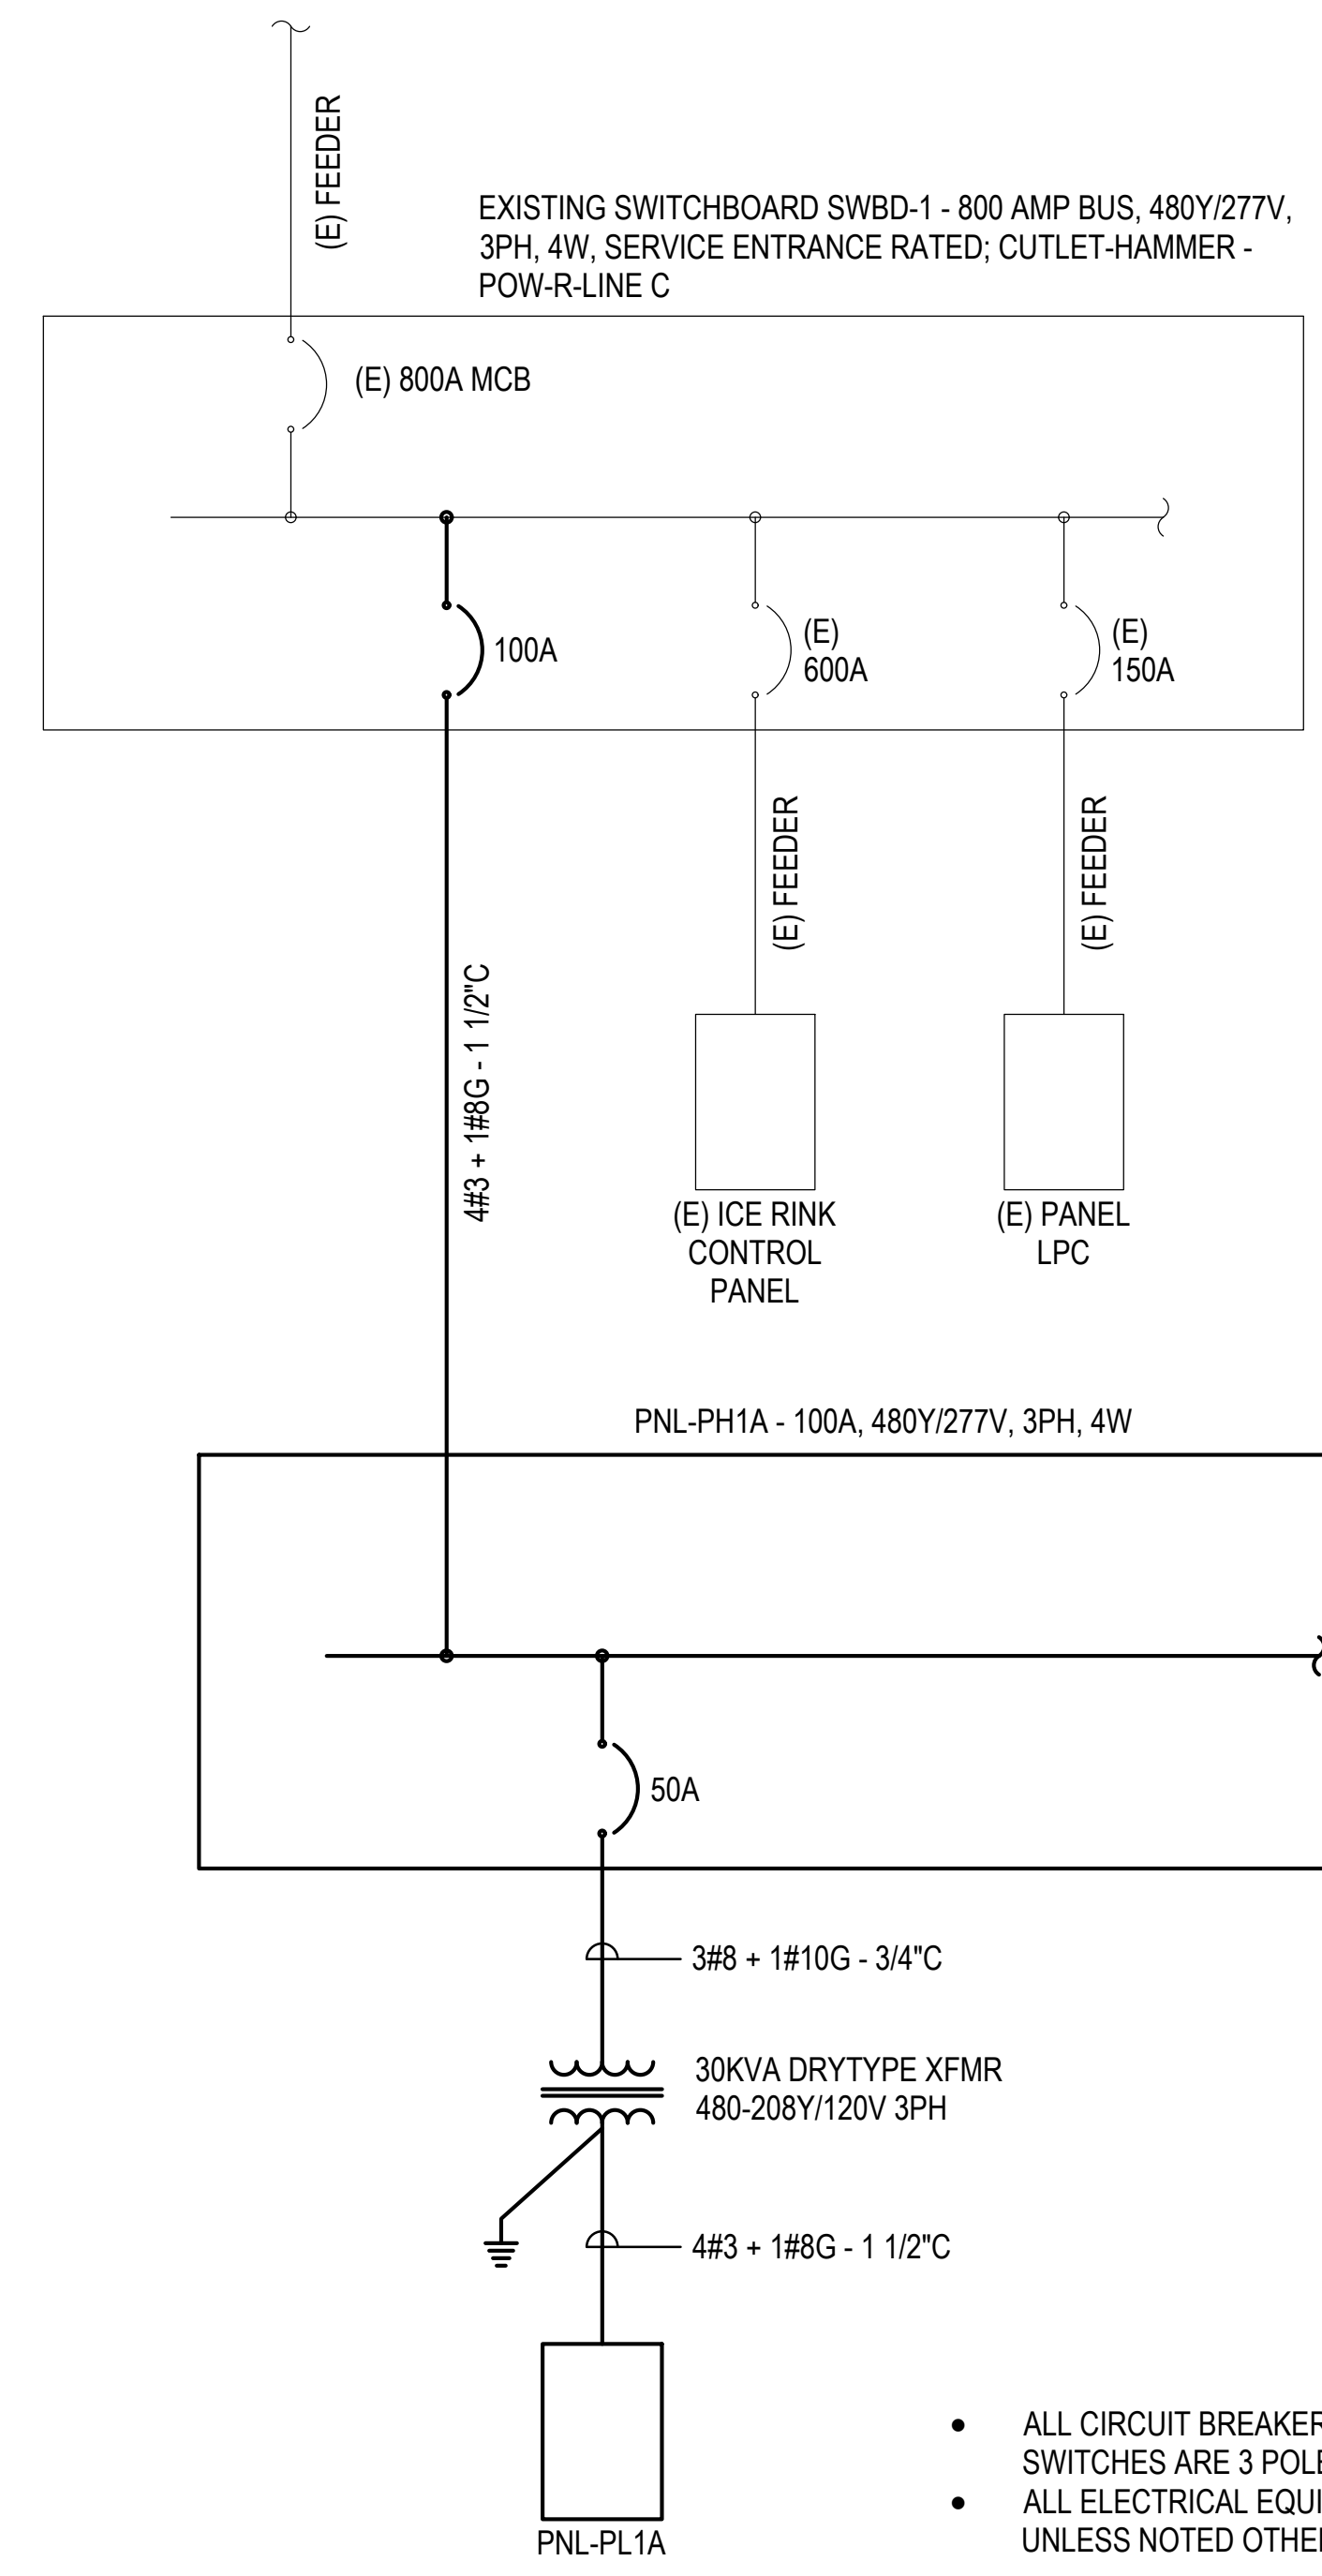 (E) FEEDER
EXISTING SWITCHBOARD SWBD-1 - 800 AMP BUS, 480Y/277V,
3PH, 4W, SERVICE ENTRANCE RATED; CUTLET-HAMMER -
POW-R-LINE C
(E) 800A MCB
100A
(E)
600A
(E)
150A
(E) FEEDER
(E) FEEDER
4#3 + 1#8G - 1 1/2"C
(E) ICE RINK
CONTROL
PANEL
(E) PANEL
LPC
PNL-PH1A - 100A, 480Y/277V, 3PH, 4W
50A
3#8 + 1#10G - 3/4"C
30KVA DRYTYPE XFMR
480-208Y/120V 3PH
4#3 + 1#8G - 1 1/2"C
PNL-PL1A
• ALL CIRCUIT BREAKER
SWITCHES ARE 3 POLE
• ALL ELECTRICAL EQUI
UNLESS NOTED OTHE